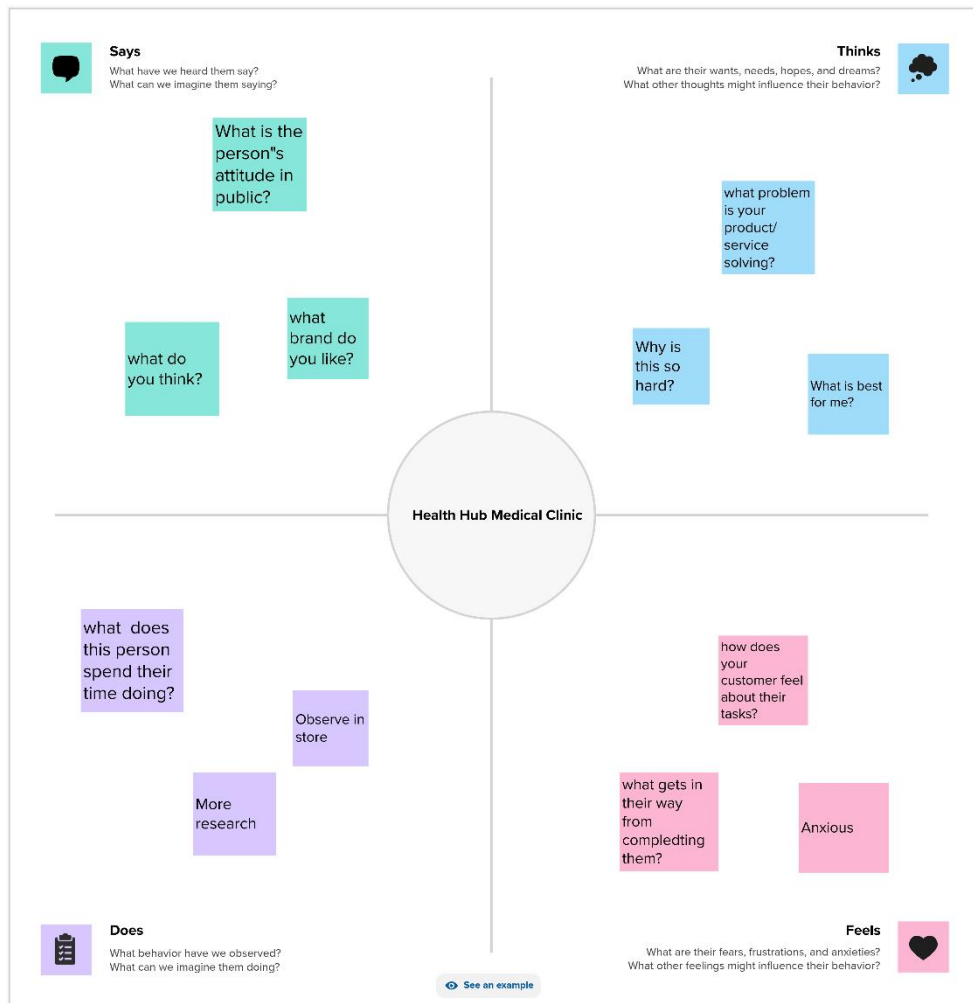 Says
What have we heard them say?
What can we imagine them saying?
What is the
person"s
attitude in
public?
what do
you think?
what
brand do
you like?
Thinks
What are their wants, needs, hopes, and dreams?
What other thoughts might influence their behavior?
what problem
is your
product/
service
solving?
Why is
this so
hard?
What is best
for me?
Health Hub Medical Clinic
what does
this person
spend their
time doing?
Observe in
store
More
research
Does
What behavior have we observed?
What can we imagine them doing?
how does
your
customer feel
about their
tasks?
what gets in
their way
from
compledting
them?
Anxious
Feels
What are their fears, frustrations, and anxieties?
What other feelings might influence their behavior?
See an example